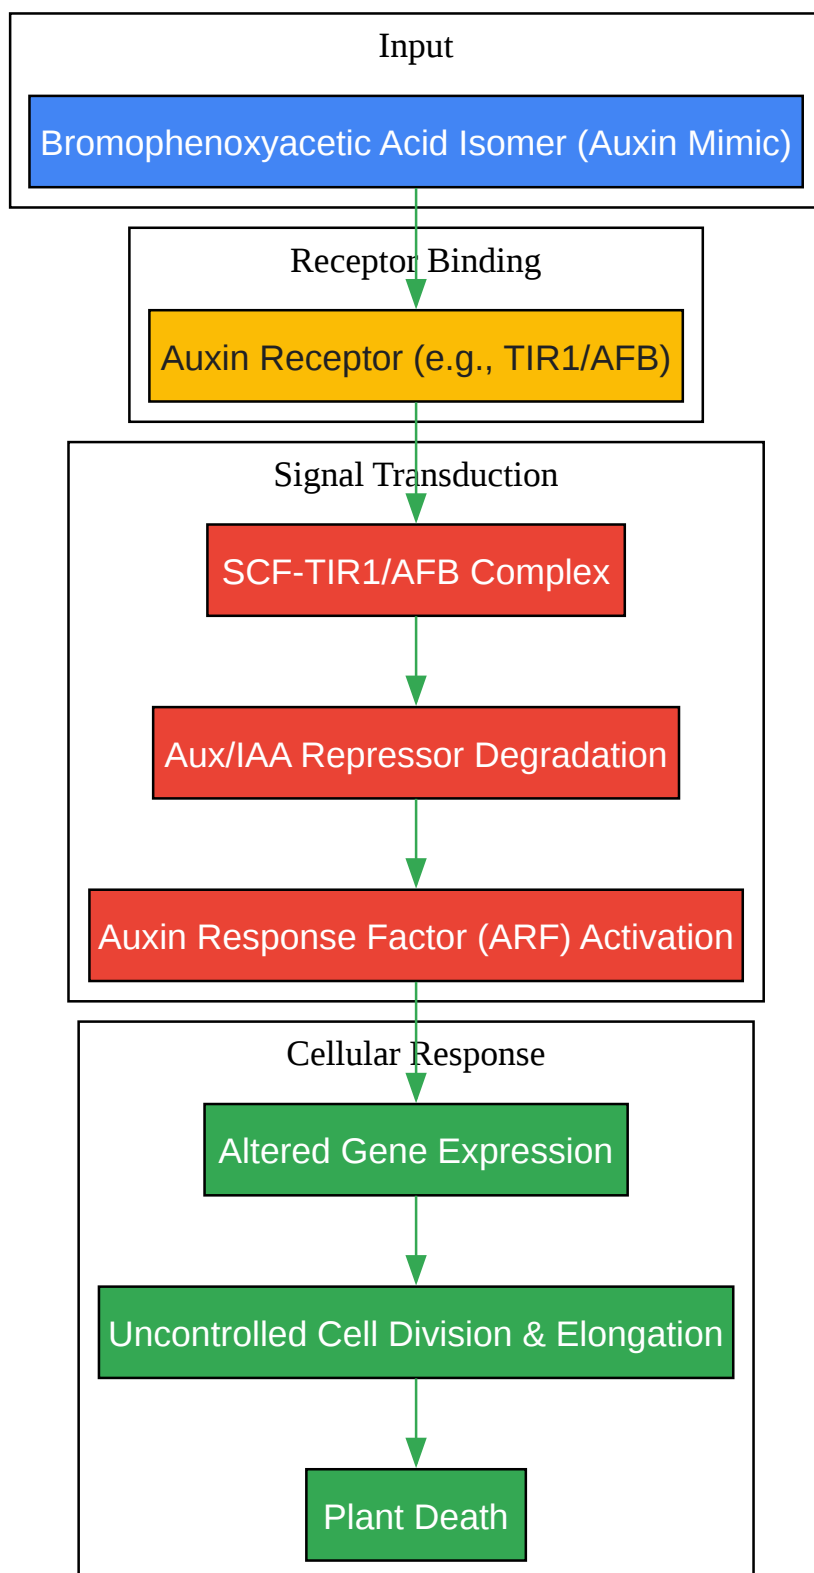 Input
Bromophenoxyacetic Acid Isomer (Auxin Mimic)
Receptor Binding
Auxin Receptor (e.g., TIR1/AFB)
Signal Transduction
SCF-TIR1/AFB Complex
Aux/IAA Repressor Degradation
Auxin Response Factor (ARF) Activation
Cellular Response
Altered Gene Expression
Uncontrolled Cell Division & Elongation
Plant Death